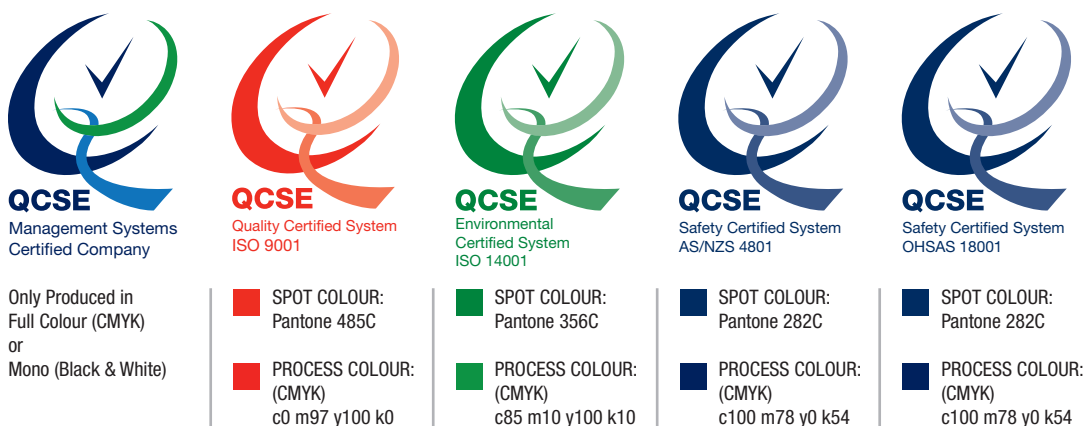 QCSE
Management Systems
Certified Company
Only Produced in
Full Colour (CMYK)
or
Mono (Black & White)
QCSE
Quality Certified System
ISO 9001
SPOT COLOUR:
Pantone 485C
PROCESS COLOUR:
(CMYK)
c0 m97 y100 k0
QCSE
Environmental
Certified System
ISO 14001
SPOT COLOUR:
Pantone 356C
PROCESS COLOUR:
(CMYK)
c85 m10 y100 k10
QCSE
Safety Certified System
AS/NZS 4801
SPOT COLOUR:
Pantone 282C
PROCESS COLOUR:
(CMYK)
c100 m78 y0 k54
QCSE
Safety Certified System
OHSAS 18001
SPOT COLOUR:
Pantone 282C
PROCESS COLOUR:
(CMYK)
c100 m78 y0 k54